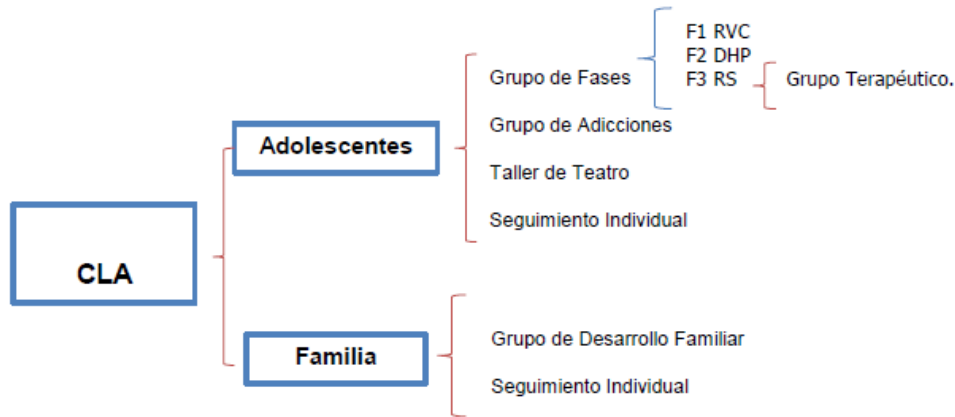 CLA
Adolescentes
Grupo de Fases
F1 RVC
F2 DHP
F3 RS
Grupo Terapéutico.
Grupo de Adicciones
Taller de Teatro
Seguimiento Individual
Familia
Grupo de Desarrollo Familiar
Seguimiento Individual